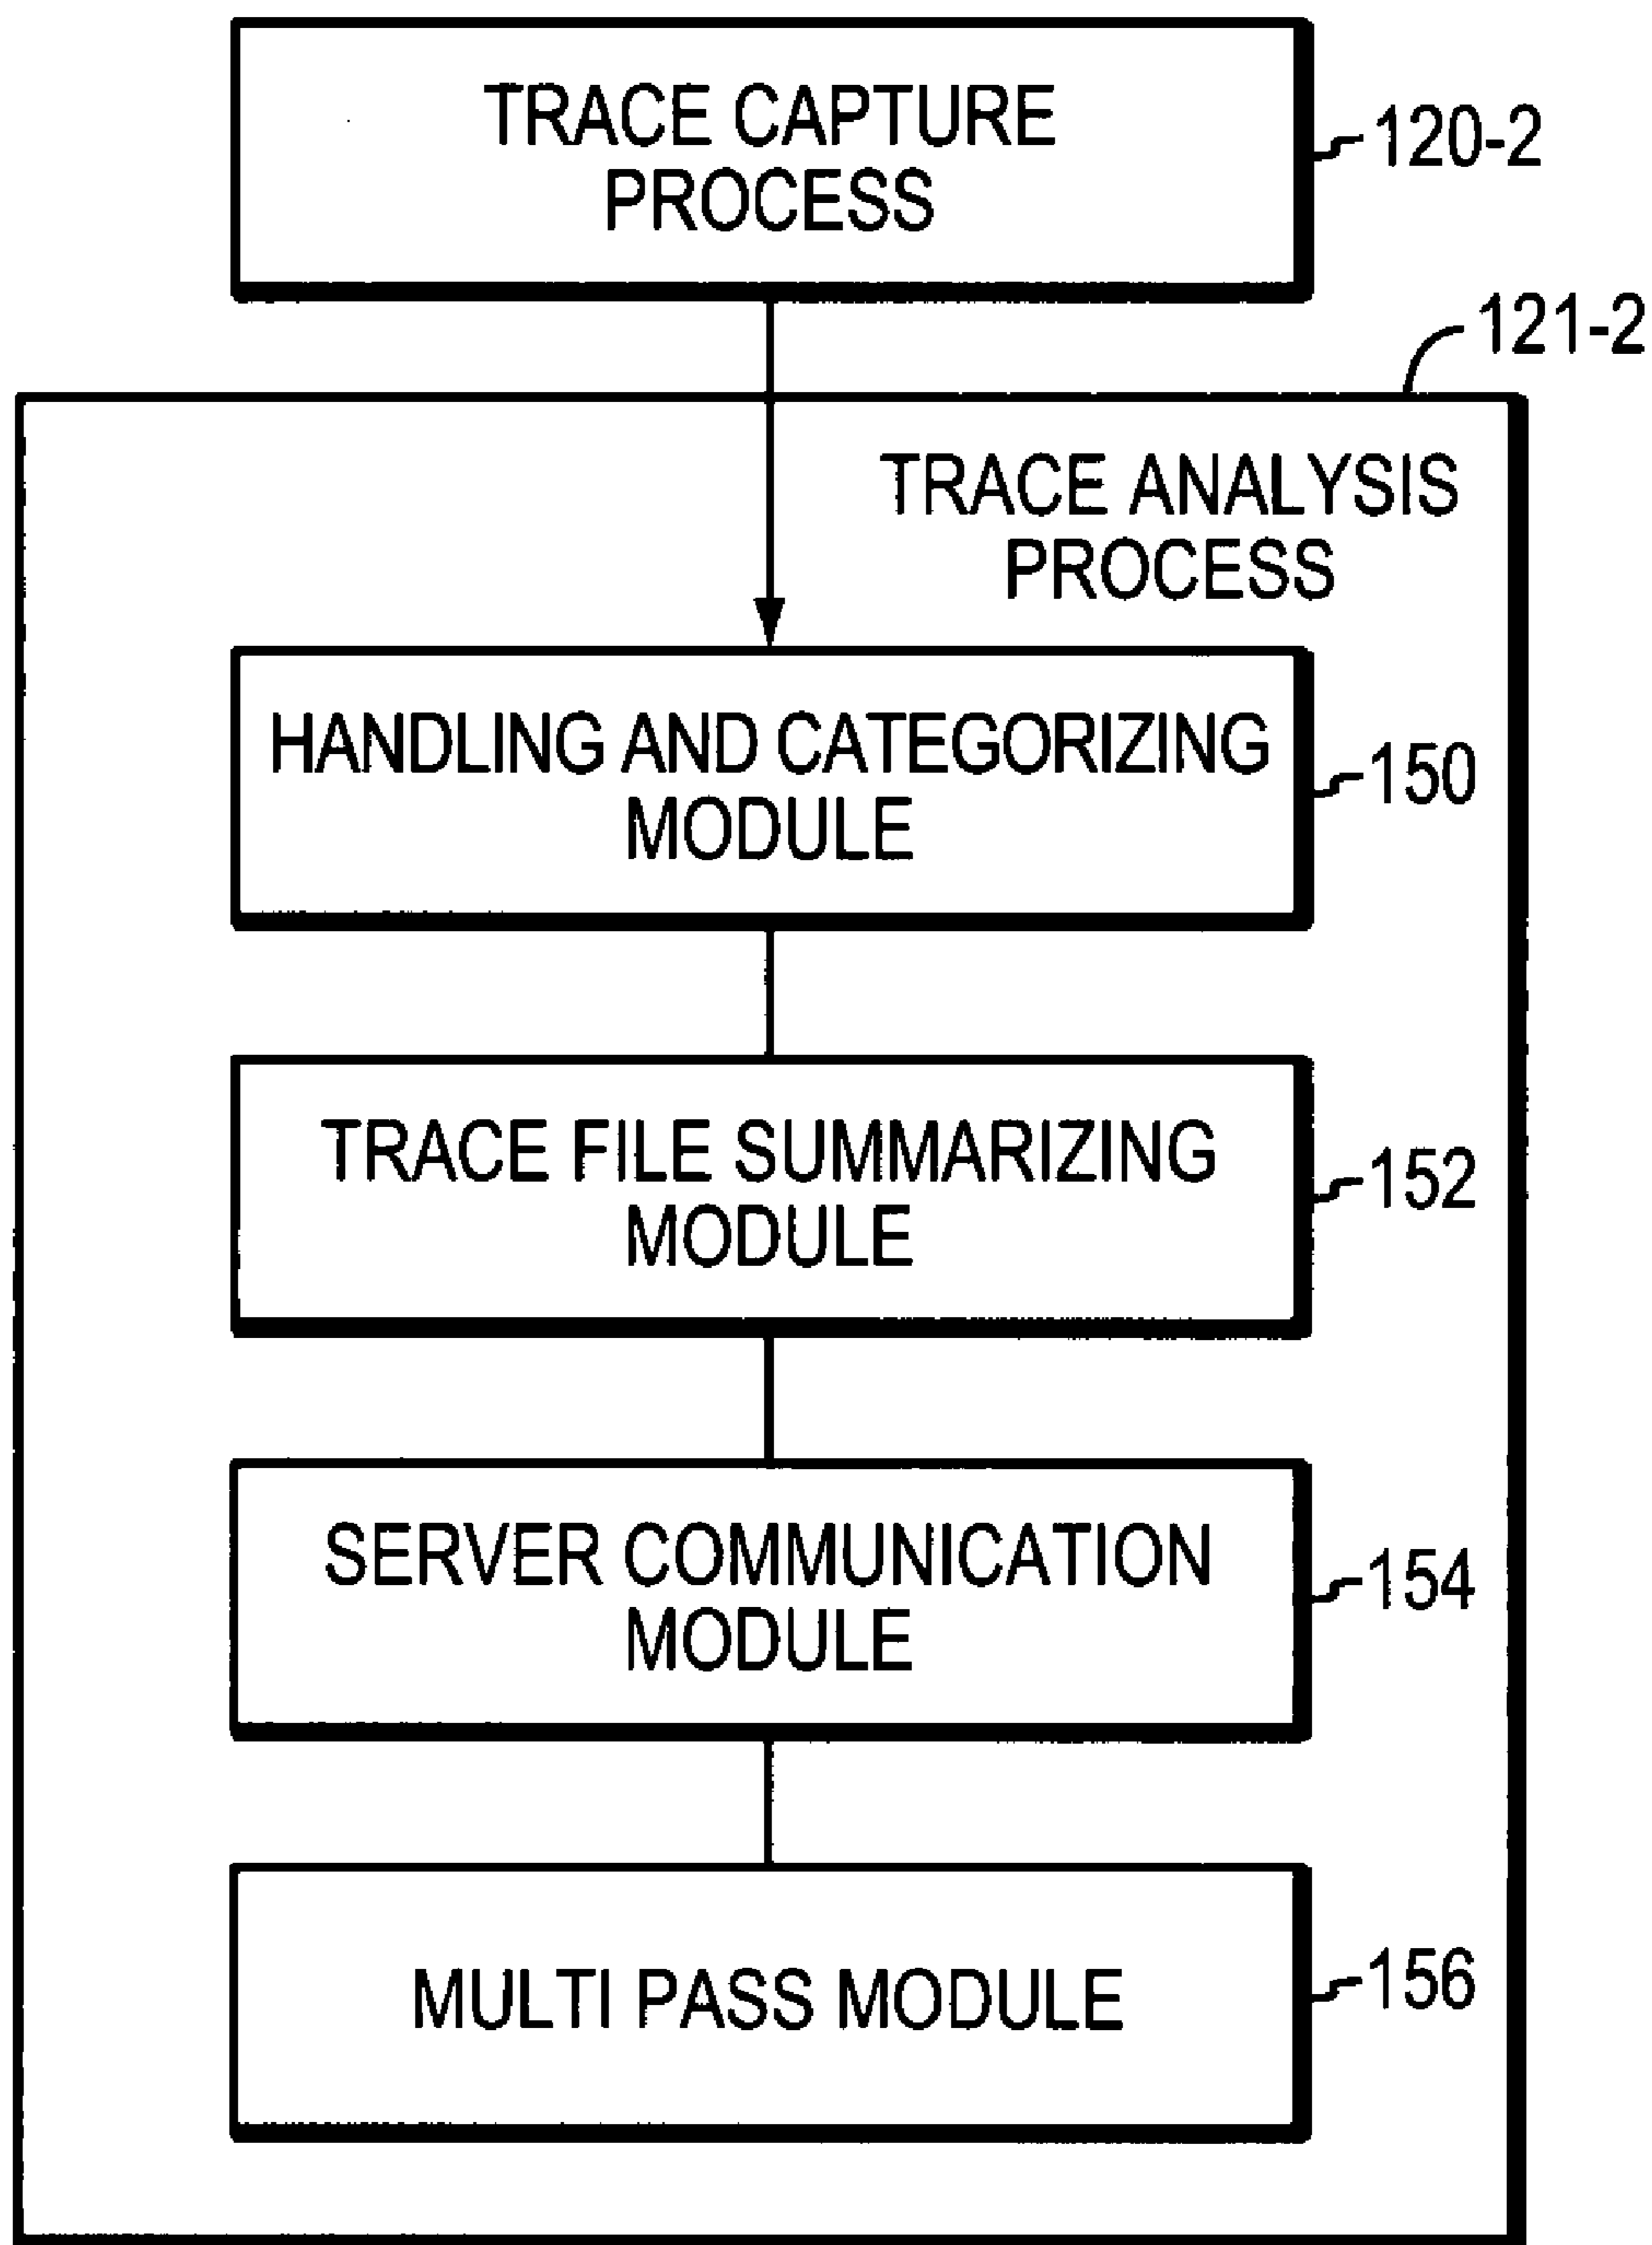 TRACE CAPTURE
PROCESS
120-2
121-2
TRACE ANALYSIS
PROCESS
HANDLING AND CATEGORIZING
MODULE
150
TRACE FILE SUMMARIZING
MODULE
152
SERVER COMMUNICATION
MODULE
154
MULTI PASS MODULE
156